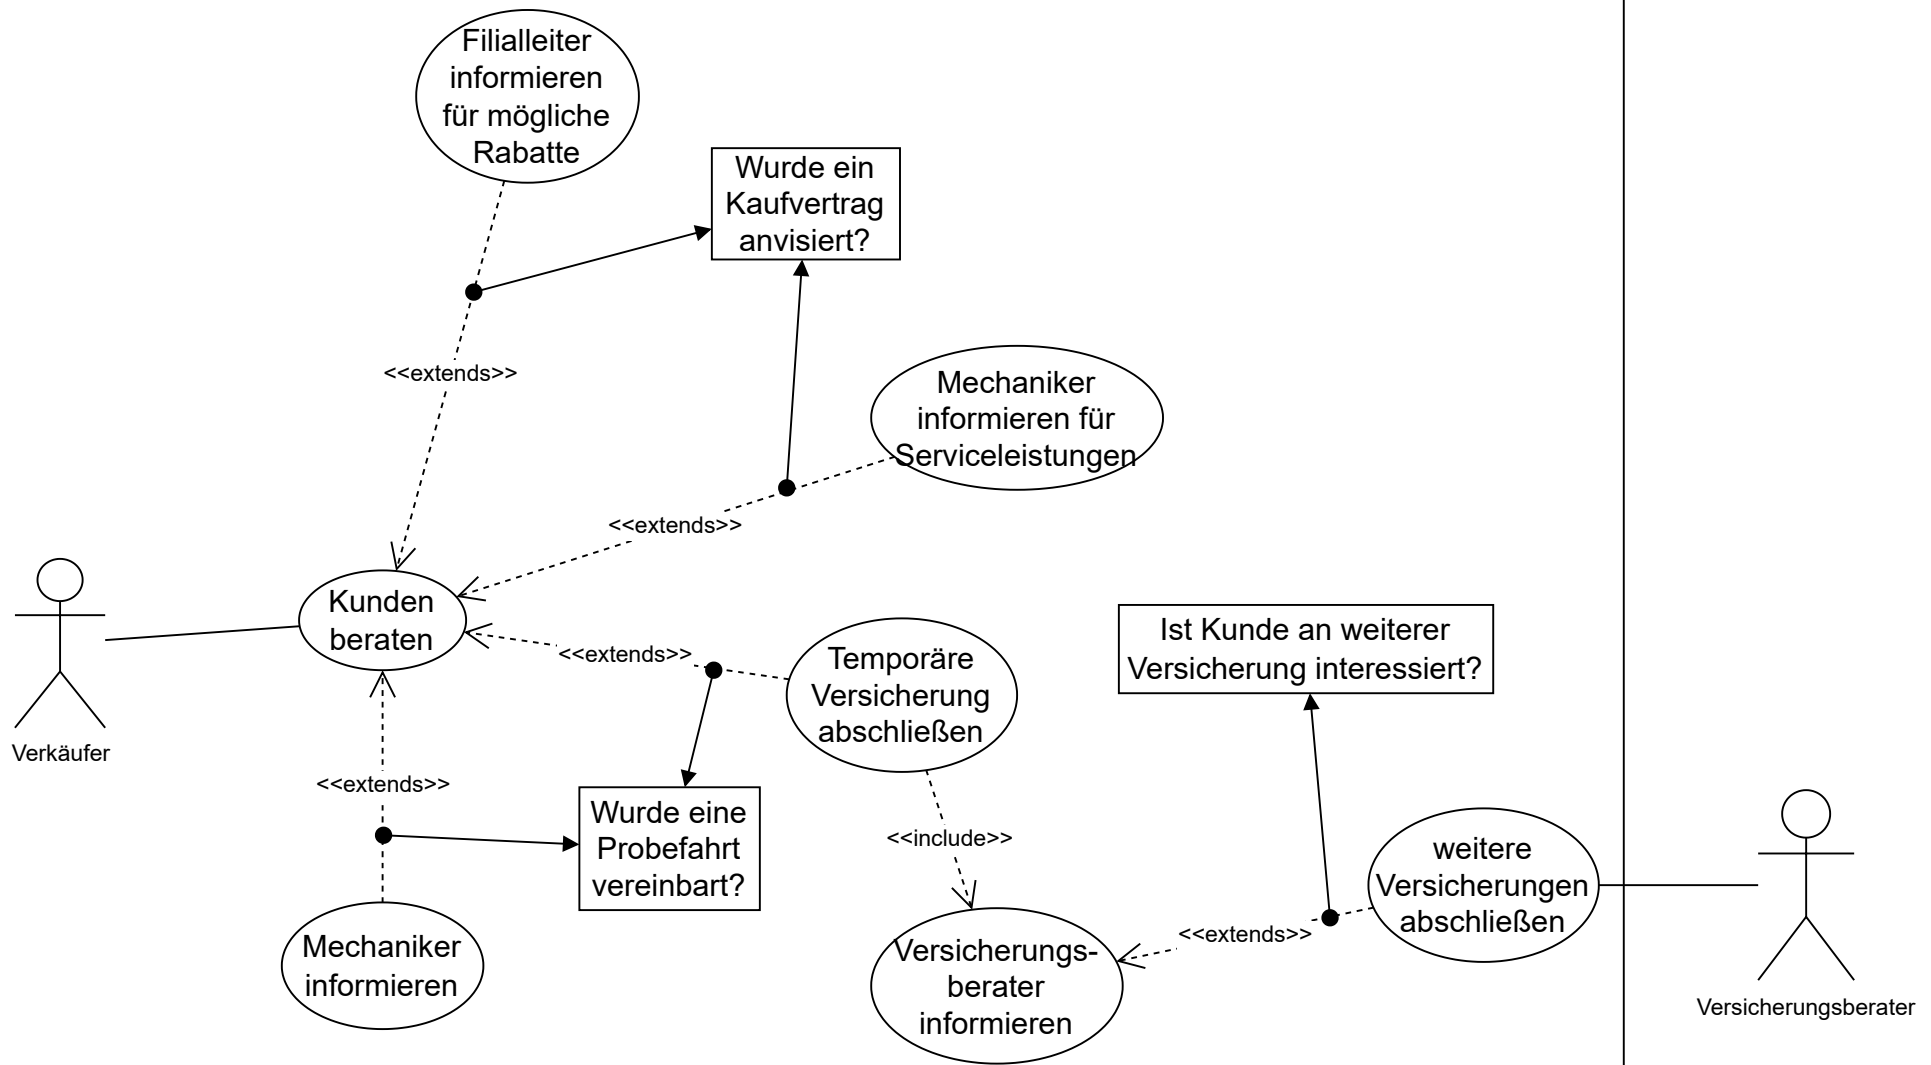 Filialleiter
informieren
für mögliche
Rabatte
Wurde ein
Kaufvertrag
anvisiert?
<<extends>>
Mechaniker
informieren für
Serviceleistungen
<<extends>>
Kunden
beraten
Verkäufer
<<extends>>
Temporäre
Versicherung
abschließen
Ist Kunde an weiterer
Versicherung interessiert?
<<extends>>
Wurde eine
Probefahrt
vereinbart?
<<include>>
weitere
Versicherungen
abschließen
<<extends>>
Mechaniker
informieren
Versicherungs-
berater
informieren
Versicherungsberater